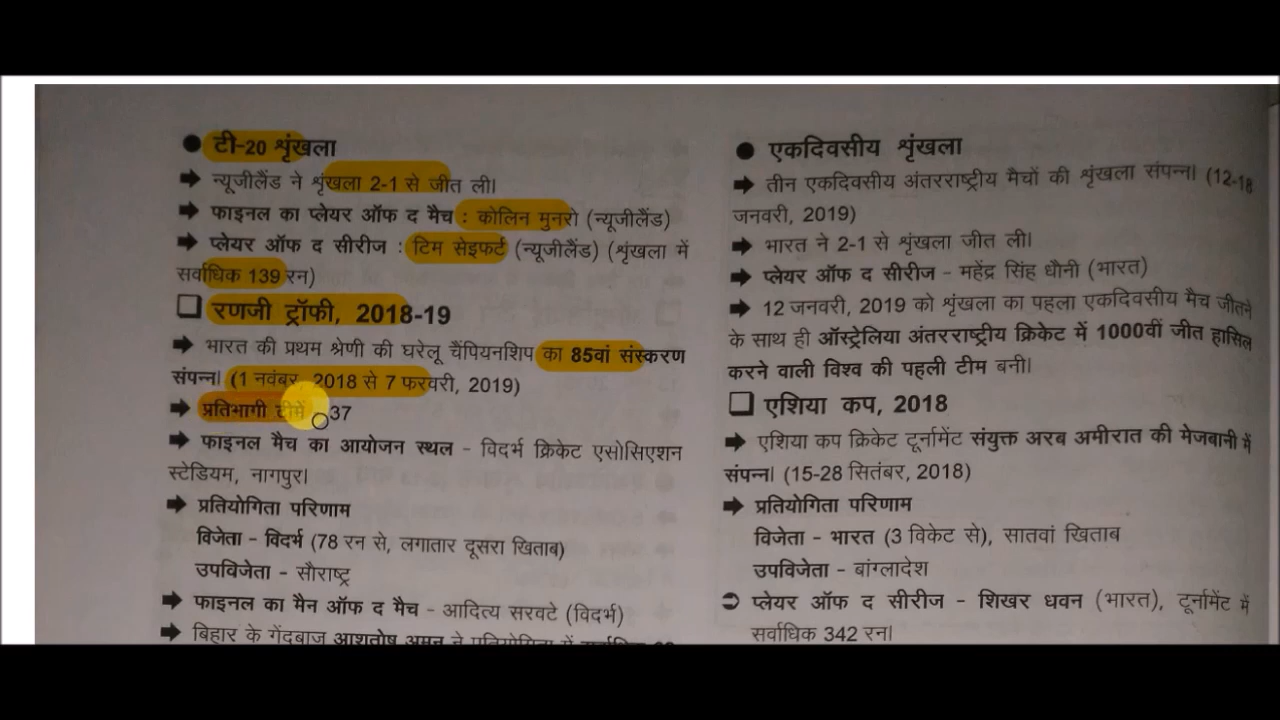 ● टी-20 शृंखला
➡ न्यूजीलैंड ने शृंखला 2-1 से जीत ली।
➡ फाइनल का प्लेयर ऑफ द मैच : कोलिन मुनरो (न्यूजीलैंड)
➡ प्लेयर ऑफ द सीरीज : टिम सेइफर्ट (न्यूजीलैंड) (शृंखला में
सर्वाधिक 139 रन)
❑ रणजी ट्रॉफी, 2018-19
➡ भारत की प्रथम श्रेणी की घरेलू चैंपियनशिप का 85वां संस्करण
संपन्न। (1 नवंबर, 2018 से 7 फरवरी, 2019)
➡ प्रतिभागी टीमें 37
➡ फाइनल मैच का आयोजन स्थल - विदर्भ क्रिकेट एसोसिएशन
स्टेडियम, नागपुर।
➡ प्रतियोगिता परिणाम
विजेता - विदर्भ (78 रन से, लगातार दूसरा खिताब)
उपविजेता - सौराष्ट्र
➡ फाइनल का मैन ऑफ द मैच - आदित्य सरवटे (विदर्भ)
➡ बिहार के गेंदबाज आशुतोष अमन ने प्रतियोगिता में सर्वाधिक
● एकदिवसीय शृंखला
➡ तीन एकदिवसीय अंतरराष्ट्रीय मैचों की शृंखला संपन्न। (12-18
जनवरी, 2019)
➡ भारत ने 2-1 से शृंखला जीत ली।
➡ प्लेयर ऑफ द सीरीज - महेंद्र सिंह धौनी (भारत)
➡ 12 जनवरी, 2019 को शृंखला का पहला एकदिवसीय मैच जीतने
के साथ ही ऑस्ट्रेलिया अंतरराष्ट्रीय क्रिकेट में 1000वीं जीत हासिल
करने वाली विश्व की पहली टीम बनी।
❑ एशिया कप, 2018
➡ एशिया कप क्रिकेट टूर्नामेंट संयुक्त अरब अमीरात की मेजबानी में
संपन्न। (15-28 सितंबर, 2018)
➡ प्रतियोगिता परिणाम
विजेता - भारत (3 विकेट से), सातवां खिताब
उपविजेता - बांग्लादेश
➲ प्लेयर ऑफ द सीरीज - शिखर धवन (भारत), टूर्नामेंट में
सर्वाधिक 342 रन।